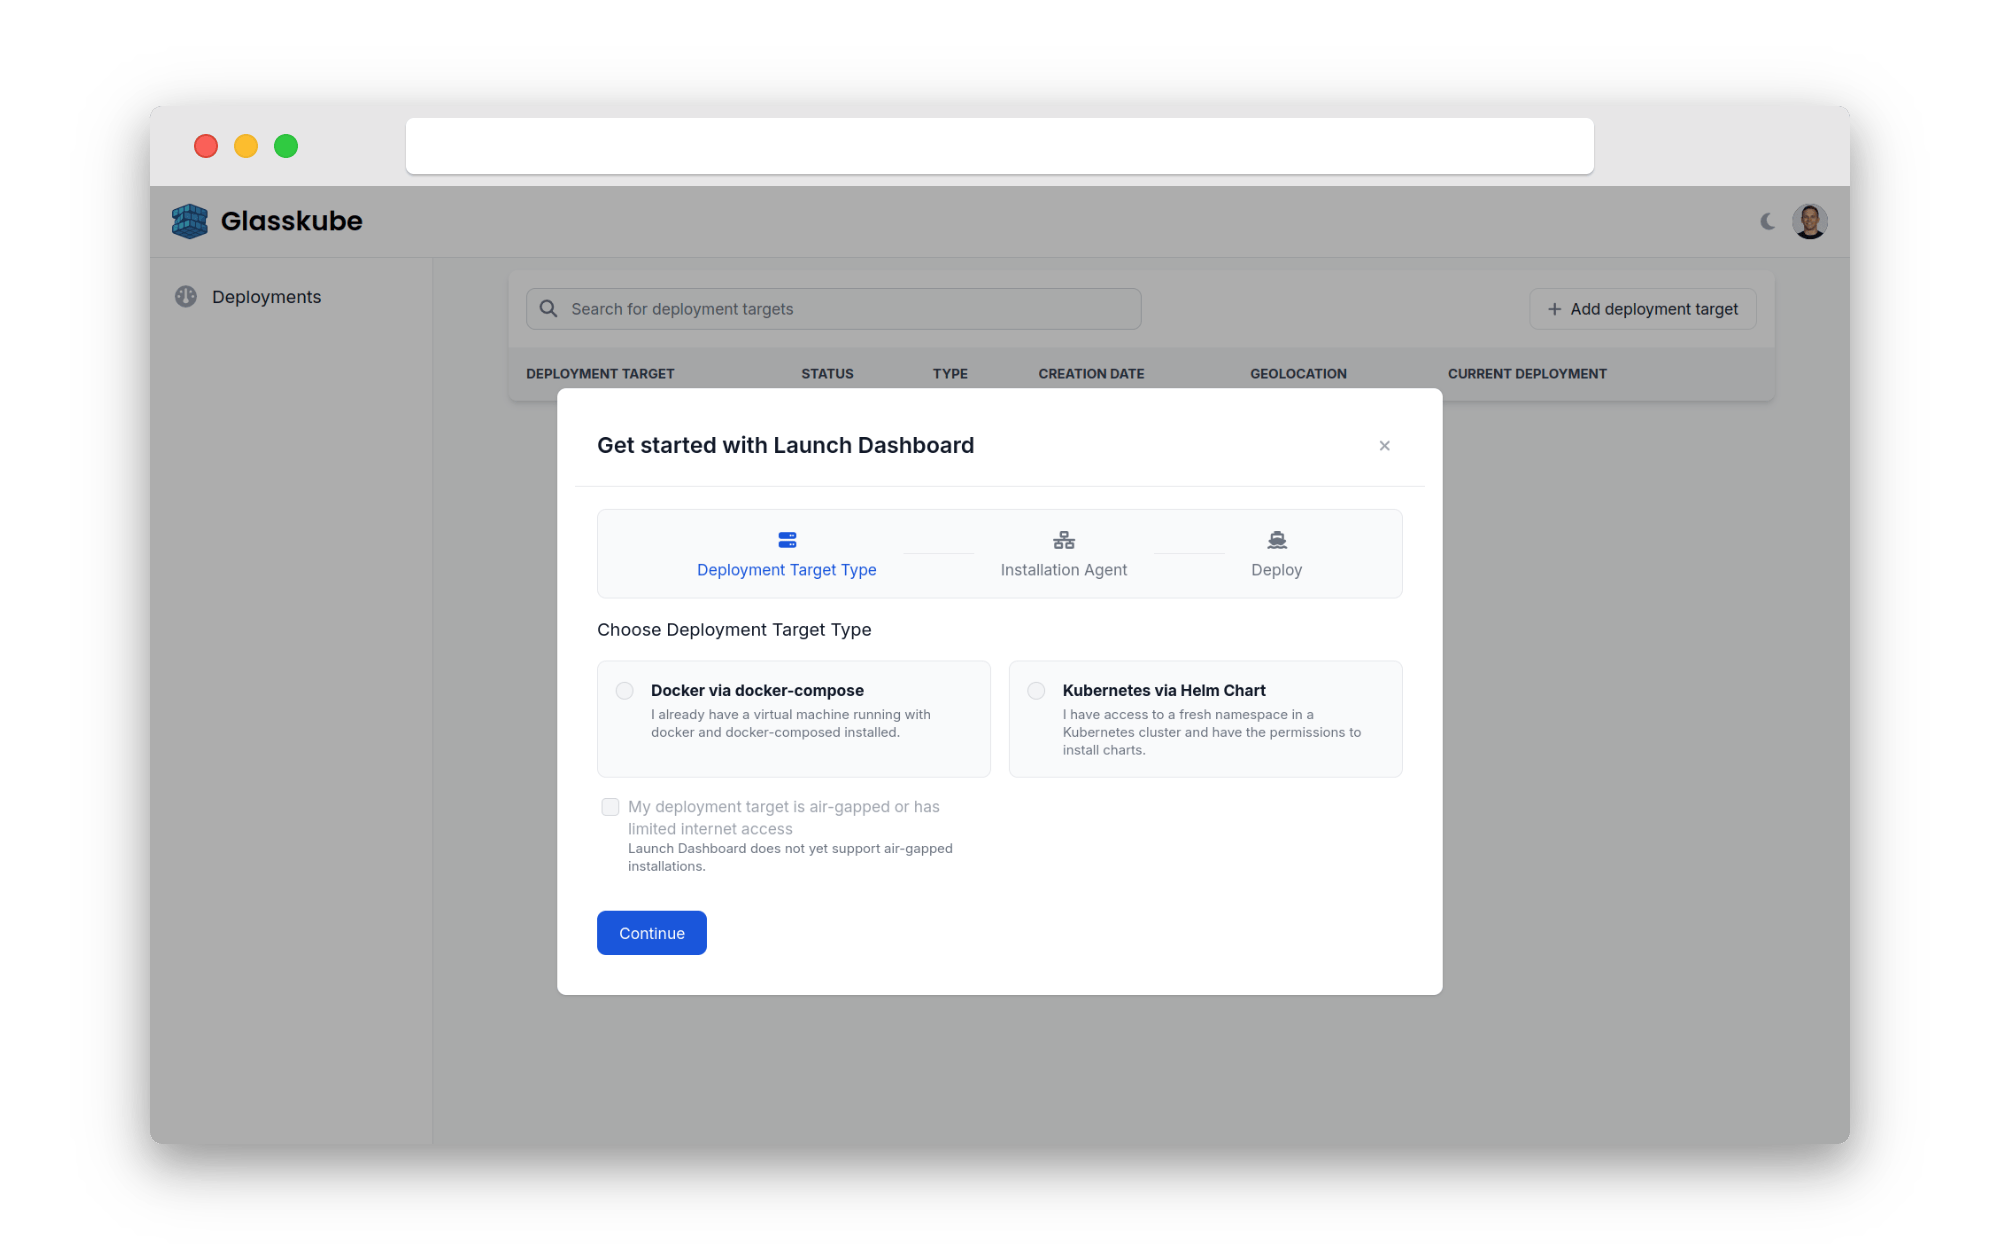 Glasskube
Deployments
Search for deployment targets
Add deployment target
DEPLOYMENT TARGET STATUS TYPE CREATION DATE GEOLOCATION CURRENT DEPLOYMENT
Get started with Launch Dashboard
Deployment Target Type Installation Agent Deploy
Choose Deployment Target Type
Docker via docker-compose
I already have a virtual machine running with
docker and docker-composed installed.
Kubernetes via Helm Chart
I have access to a fresh namespace in a
Kubernetes cluster and have the permissions to
install charts.
My deployment target is air-gapped or has
limited internet access
Launch Dashboard does not yet support air-gapped
installations.
Continue